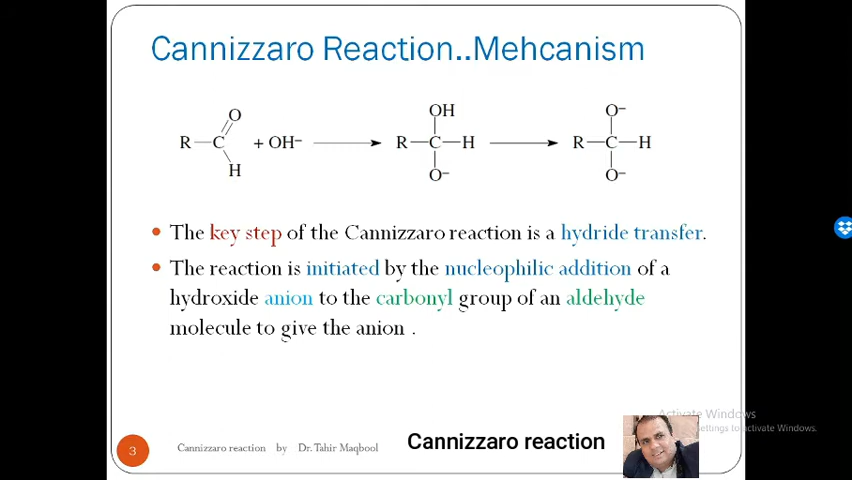 Cannizzaro Reaction..Mehcanism
O OH O–
R C + OH– R C H R C H
H O– O–
The key step of the Cannizzaro reaction is a hydride transfer.
The reaction is initiated by the nucleophilic addition of a
hydroxide anion to the carbonyl group of an aldehyde
molecule to give the anion .
Activate Windows
settings to activate Windows.
3 Cannizzaro reaction by Dr. Tahir Maqbool Cannizzaro reaction